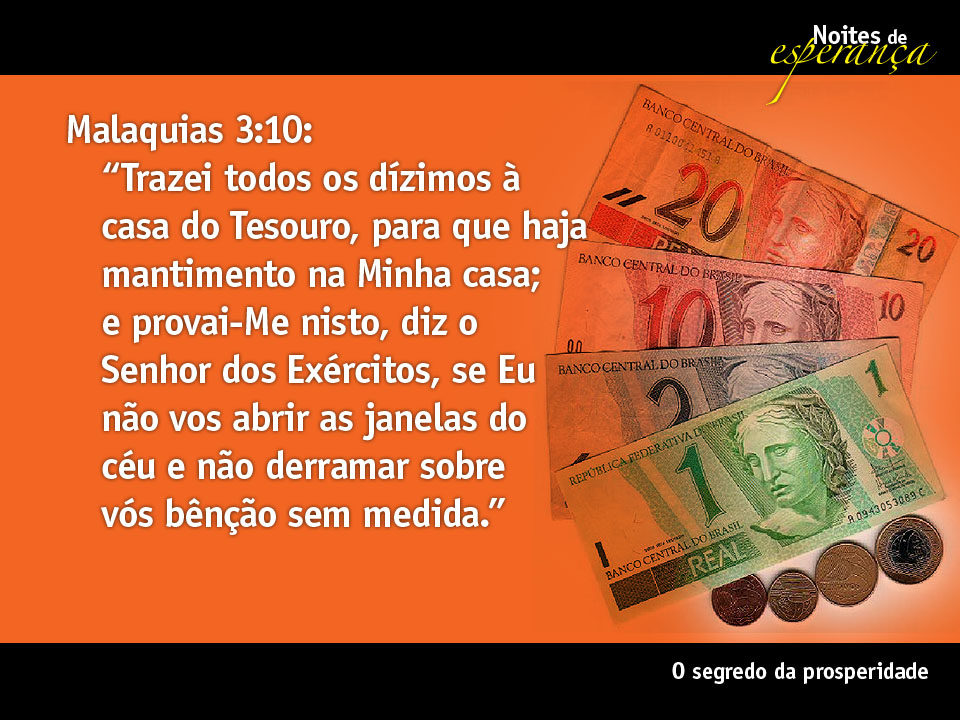 Noites de
esperança
Malaquias 3:10:
“Trazei todos os dízimos à
casa do Tesouro, para que haja
mantimento na Minha casa;
e provai-Me nisto, diz o
Senhor dos Exércitos, se Eu
não vos abrir as janelas do
céu e não derramar sobre
vós bênção sem medida.”
BANCO CENTRAL DO BRASIL
20
20
BANCO CENTRAL DO BRASIL
10
10
BANCO CENTRAL DO BRASIL
2
REPÚBLICA FEDERATIVA DO BRASIL
1
1
A 0943053089 C
1
BANCO CENTRAL DO BRASIL
REAL
O segredo da prosperidade